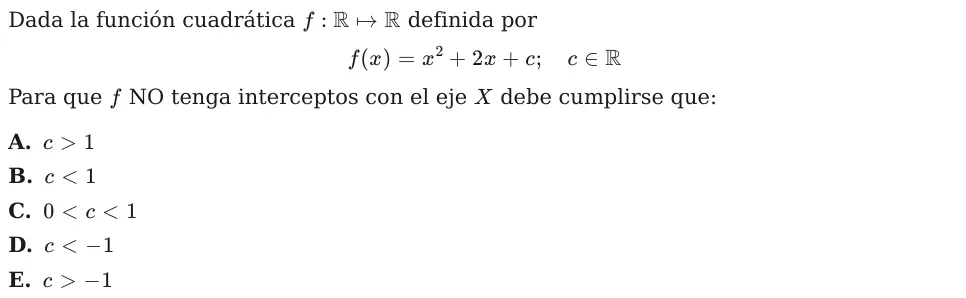 Dada la función cuadrática f : ℝ ↦ ℝ definida por
f(x) = x² + 2x + c;   c ∈ ℝ
Para que f NO tenga interceptos con el eje X debe cumplirse que:
A. c > 1
B. c < 1
C. 0 < c < 1
D. c < −1
E. c > −1